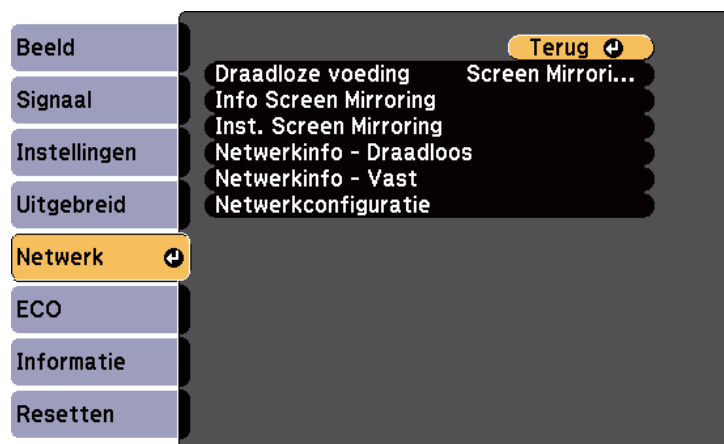 Beeld
Signaal
Instellingen
Uitgebreid
Netwerk
ECO
Informatie
Resetten
Terug
Draadloze voeding Screen Mirrori...
Info Screen Mirroring
Inst. Screen Mirroring
Netwerkinfo - Draadloos
Netwerkinfo - Vast
Netwerkconfiguratie